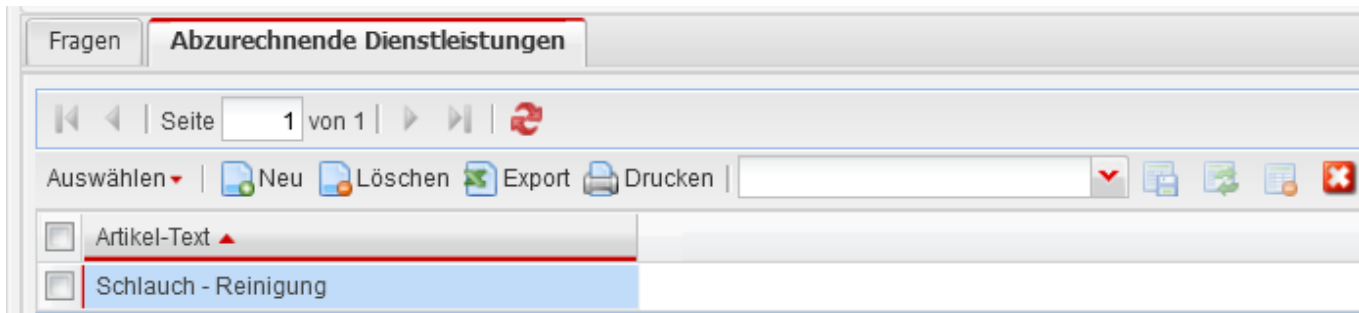 Fragen Abzurechnende Dienstleistungen
Seite 1 von 1
Auswählen Neu Löschen Export Drucken
Artikel-Text
Schlauch - Reinigung